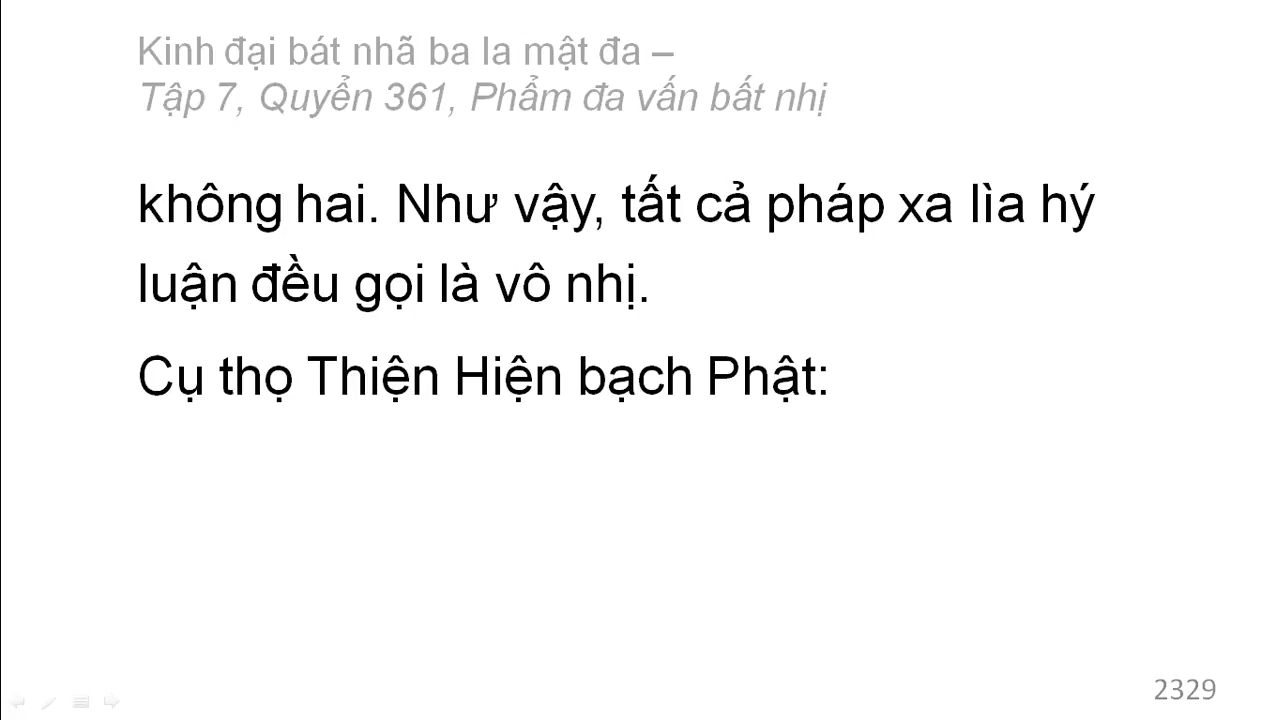 Kinh đại bát nhã ba la mật đa –
Tập 7, Quyển 361, Phẩm đa vấn bất nhị
không hai. Như vậy, tất cả pháp xa lìa hý
luận đều gọi là vô nhị.
Cụ thọ Thiện Hiện bạch Phật:
2329